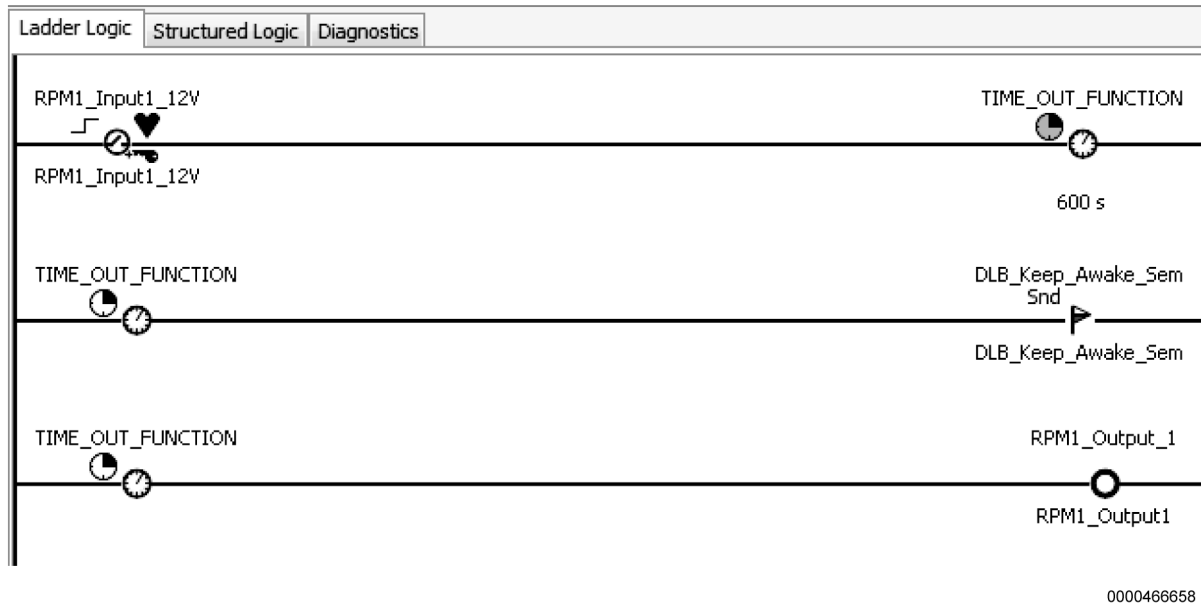 Ladder Logic Structured Logic Diagnostics
RPM1_Input1_12V TIME_OUT_FUNCTION
RPM1_Input1_12V
600 s
TIME_OUT_FUNCTION DLB_Keep_Awake_Sem
Snd
DLB_Keep_Awake_Sem
TIME_OUT_FUNCTION RPM1_Output_1
RPM1_Output1
0000466658